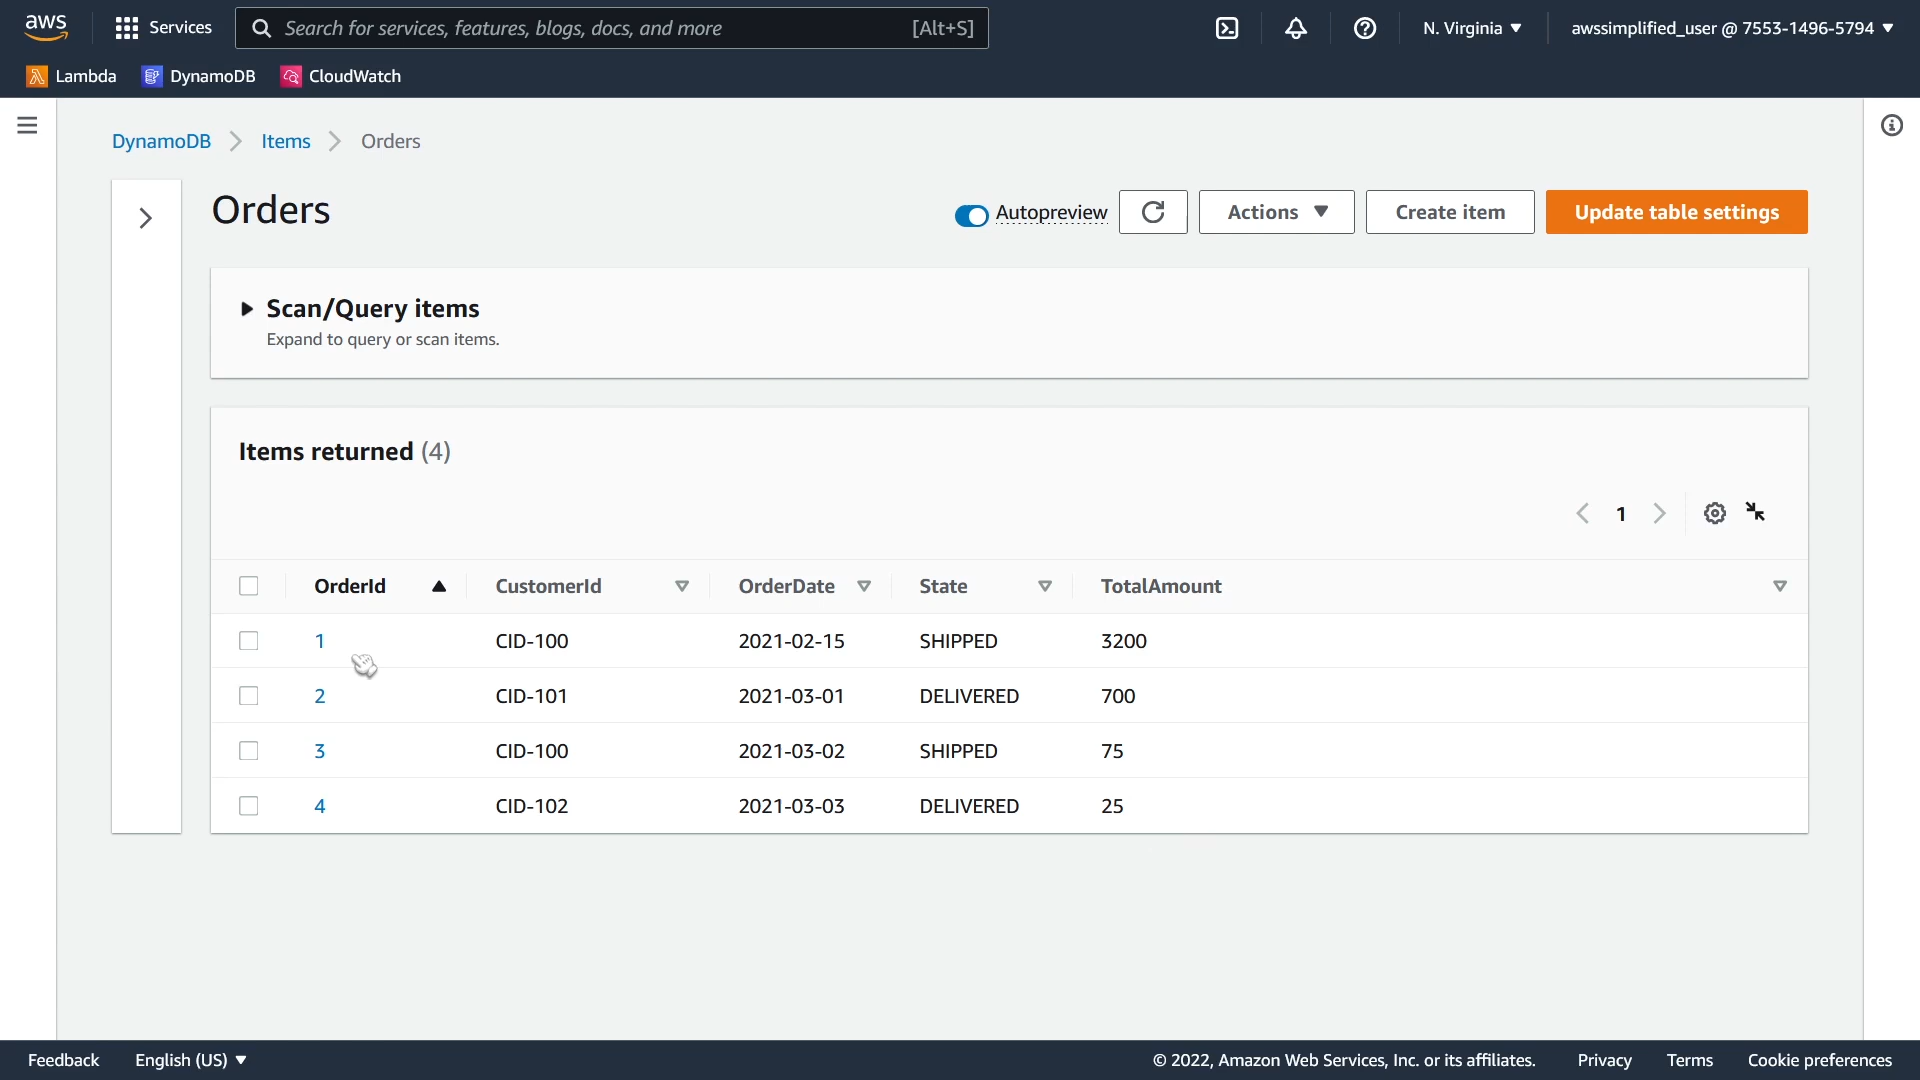 aws Services Search for services, features, blogs, docs, and more [Alt+S] N. Virginia awssimplified_user @ 7553-1496-5794
Lambda DynamoDB CloudWatch
DynamoDB Items Orders
Orders Autopreview Actions Create item Update table settings
Scan/Query items
Expand to query or scan items.
Items returned (4)
1
OrderId CustomerId OrderDate State TotalAmount
1 CID-100 2021-02-15 SHIPPED 3200
2 CID-101 2021-03-01 DELIVERED 700
3 CID-100 2021-03-02 SHIPPED 75
4 CID-102 2021-03-03 DELIVERED 25
Feedback English (US) © 2022, Amazon Web Services, Inc. or its affiliates. Privacy Terms Cookie preferences